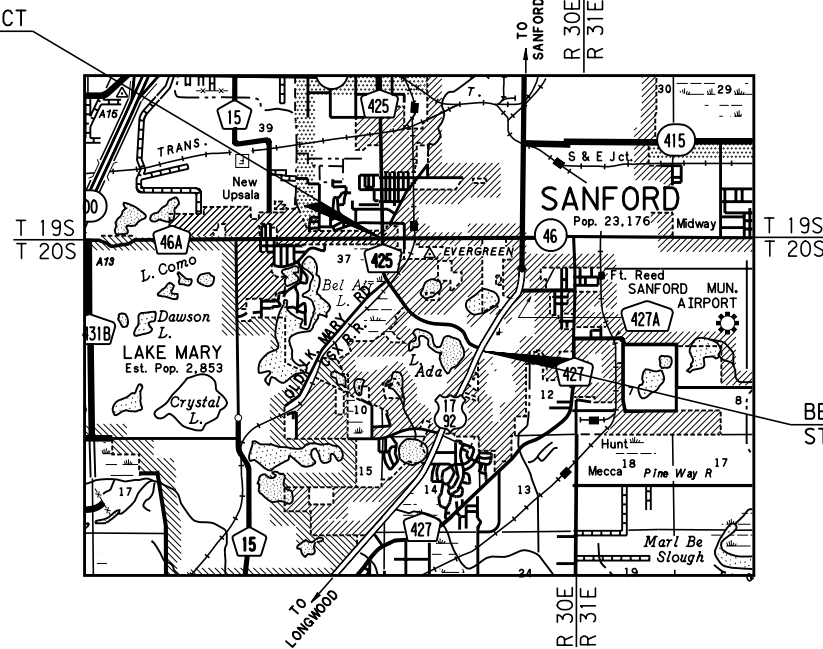 CT
TO
SANFORD
R 30E
R 31E
A15
15
39
425
T.
30
29
TRANS.
415
S & E Jct.
New
Upsala
SANFORD
Pop. 23,176
Midway
T 19S
T 20S
46A
46
T 19S
T 20S
A13
37
425
EVERGREEN
L. Como
Ft. Reed
SANFORD MUN.
AIRPORT
Dawson
L.
431B
427A
OLD LK. MARY RD.
CSX R.R.
LAKE MARY
Est. Pop. 2,853
L.
Ada
427
Crystal
L.
10
17
92
12
8
BE
ST
Hunt
Mecca
18
Pine Way R
17
17
15
14
13
15
427
Marl Be
Slough
24
19
TO
LONGWOOD
R 30E
R 31E